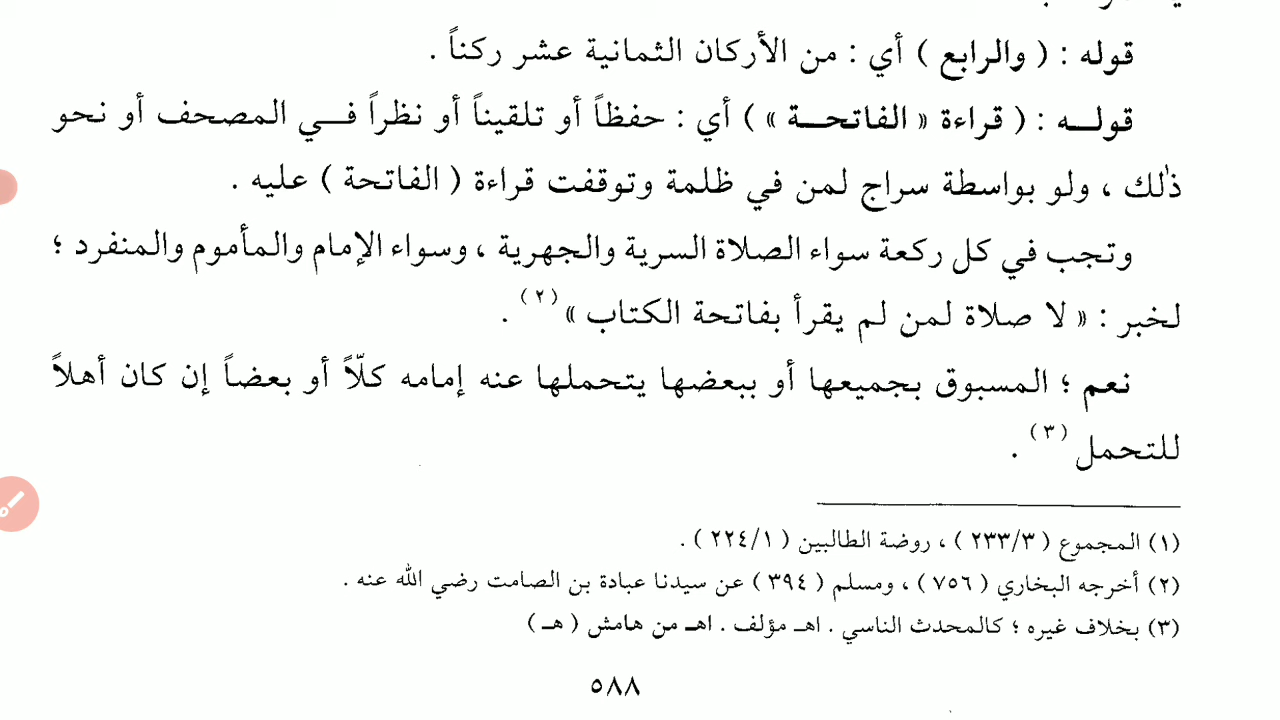 قوله : ( والرابع ) أي : من الأركان الثمانية عشر ركناً .
قولـــه : ( قراءة « الفاتحـــة » ) أي : حفظاً أو تلقيناً أو نظراً فـــي المصحف أو نحو
ذٰلك ، ولو بواسطة سراج لمن في ظلمة وتوقفت قراءة ( الفاتحة ) عليه .
وتجب في كل ركعة سواء الصلاة السرية والجهرية ، وسواء الإمام والمأموم والمنفرد ؛
لخبر : « لا صلاة لمن لم يقرأ بفاتحة الكتاب » (٢) .
نعم ؛ المسبوق بجميعها أو ببعضها يتحملها عنه إمامه كلّاً أو بعضاً إن كان أهلاً
للتحمل (٣) .
(١) المجموع ( ٢٣٣/٣ ) ، روضة الطالبين ( ٢٢٤/١ ) .
(٢) أخرجه البخاري ( ٧٥٦ ) ، ومسلم ( ٣٩٤ ) عن سيدنا عبادة بن الصامت رضي الله عنه .
(٣) بخلاف غيره ؛ كالمحدث الناسي . اهـ مؤلف . اهـ من هامش ( هـ )
٥٨٨